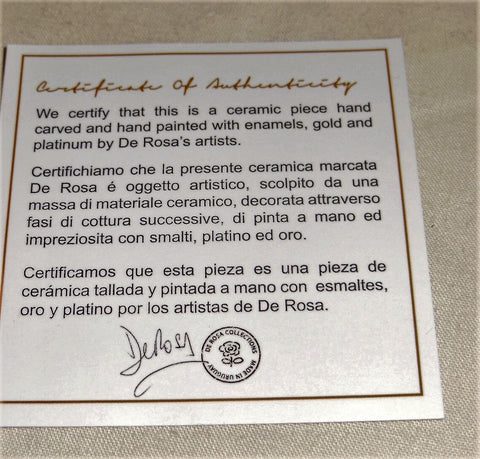 Certificate Of Authenticity
We certify that this is a ceramic piece hand
carved and hand painted with enamels, gold and
platinum by De Rosa's artists.
Certifichiamo che la presente ceramica marcata
De Rosa é oggetto artistico, scolpito da una
massa di materiale ceramico, decorata attraverso
fasi di cottura successive, di pinta a mano ed
impreziosita con smalti, platino ed oro.
Certificamos que esta pieza es una pieza de
cerámica tallada y pintada a mano con esmaltes,
oro y platino por los artistas de De Rosa.
De Rosa
DE ROSA COLLECTIONS
MADE IN URUGUAY